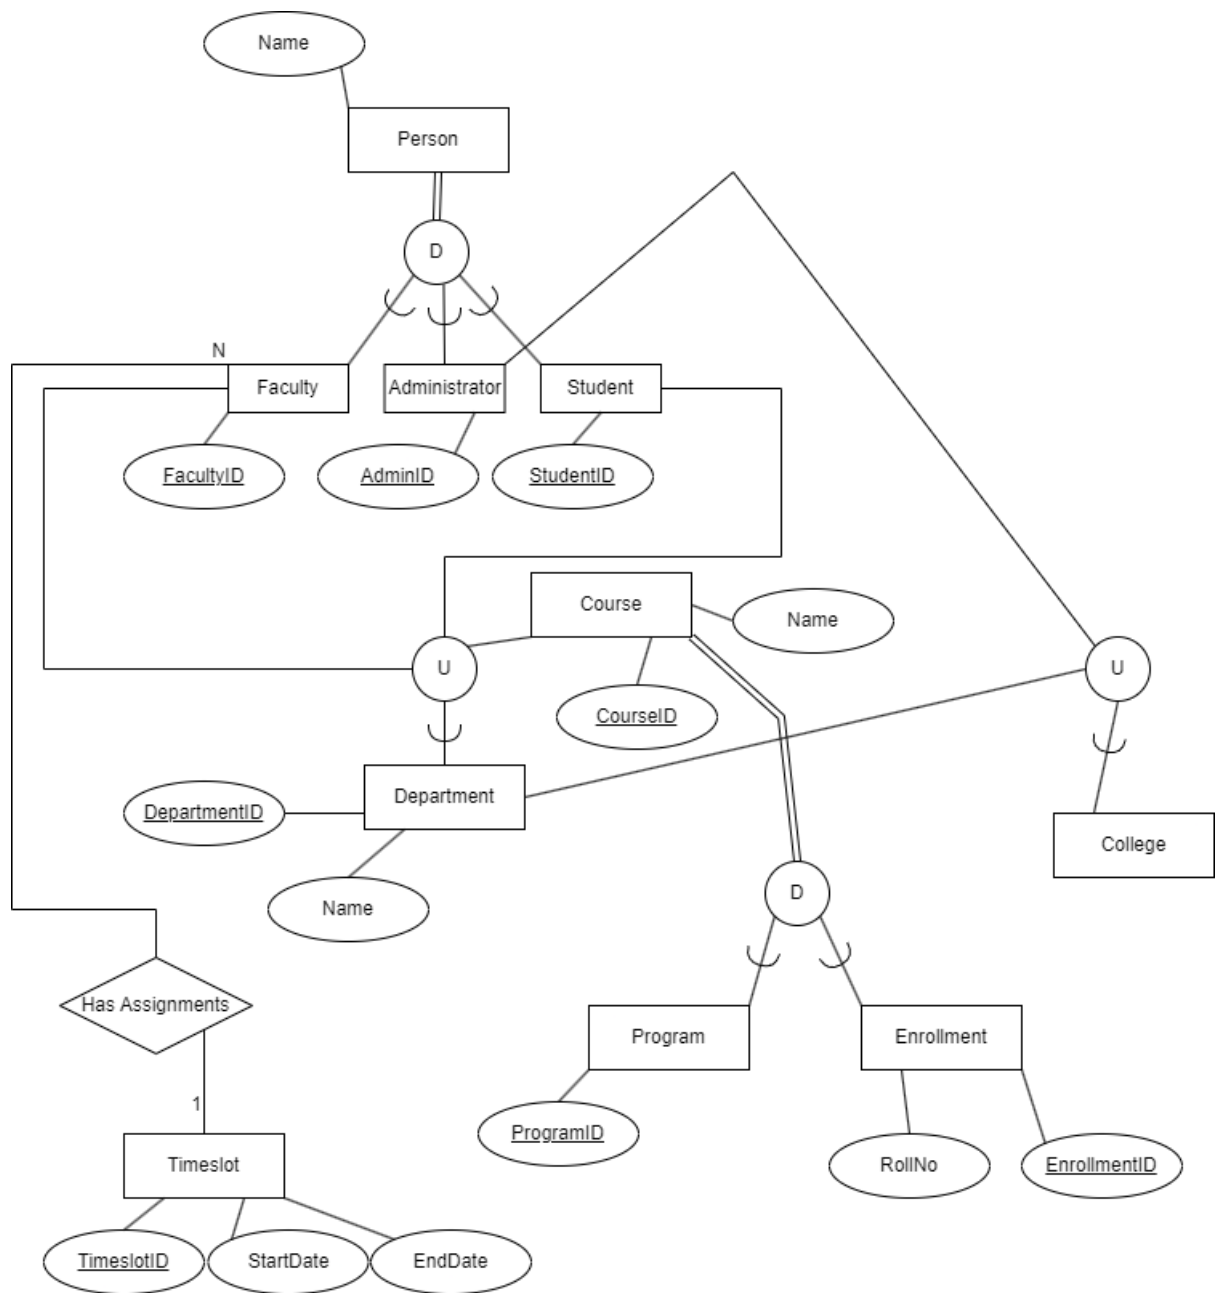 Name
Person
D
N
Faculty
Administrator
Student
FacultyID
AdminID
StudentID
Course
Name
U
U
CourseID
Department
DepartmentID
College
D
Name
Has Assignments
Program
Enrollment
1
ProgramID
Timeslot
RollNo
EnrollmentID
TimeslotID
StartDate
EndDate